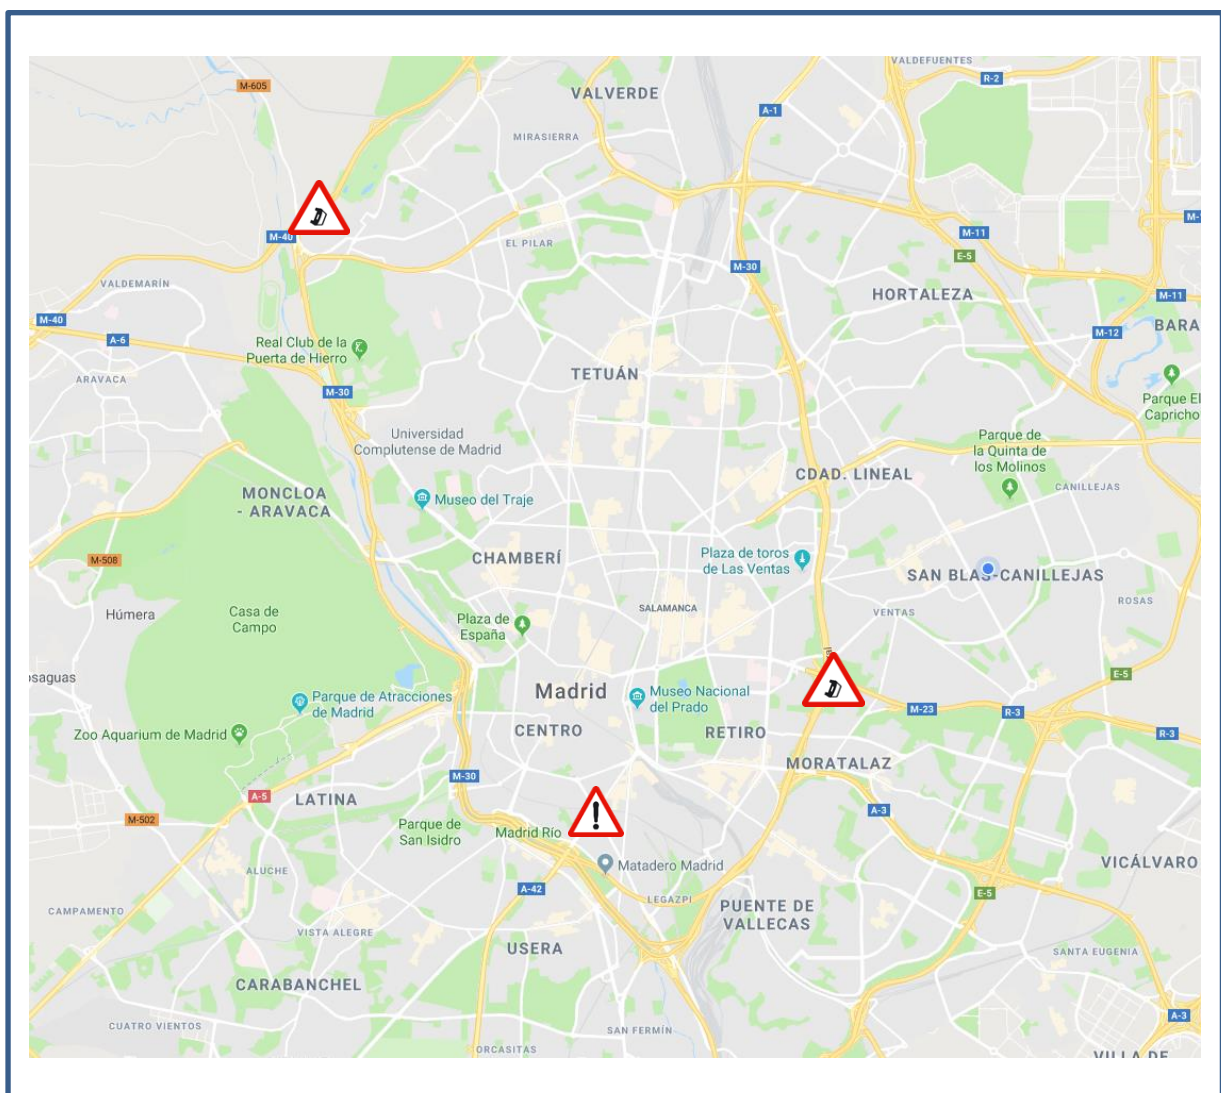 VALDEFUENTES
M-605
R-2
VALVERDE
A-1
MIRASIERRA
M-40
EL PILAR
M-11
E-5
M-30
VALDEMARÍN
HORTALEZA
M-11
M-40
A-6
M-12
BARA
Real Club de la
Puerta de Hierro
TETUÁN
ARAVACA
M-30
Parque El
Capricho
Universidad
Complutense de Madrid
Parque de
la Quinta de
los Molinos
CDAD. LINEAL
CANILLEJAS
MONCLOA
- ARAVACA
Museo del Traje
M-508
CHAMBERÍ
Plaza de toros
de Las Ventas
SAN BLAS-CANILLEJAS
Húmera
Casa de
Campo
SALAMANCA
VENTAS
ROSAS
Plaza de
España
osaguas
E-5
Parque de Atracciones
de Madrid
Madrid
Museo Nacional
del Prado
M-23
R-3
Zoo Aquarium de Madrid
CENTRO
RETIRO
R-3
MORATALAZ
M-30
A-5
LATINA
A-3
M-502
Parque de
San Isidro
Madrid Río
!
Matadero Madrid
VICÁLVARO
ALUCHE
A-42
LEGAZPI
E-5
CAMPAMENTO
PUENTE DE
VALLECAS
VISTA ALEGRE
USERA
SANTA EUGENIA
CARABANCHEL
A-3
CUATRO VIENTOS
SAN FERMÍN
ORCASITAS
VILLA DE